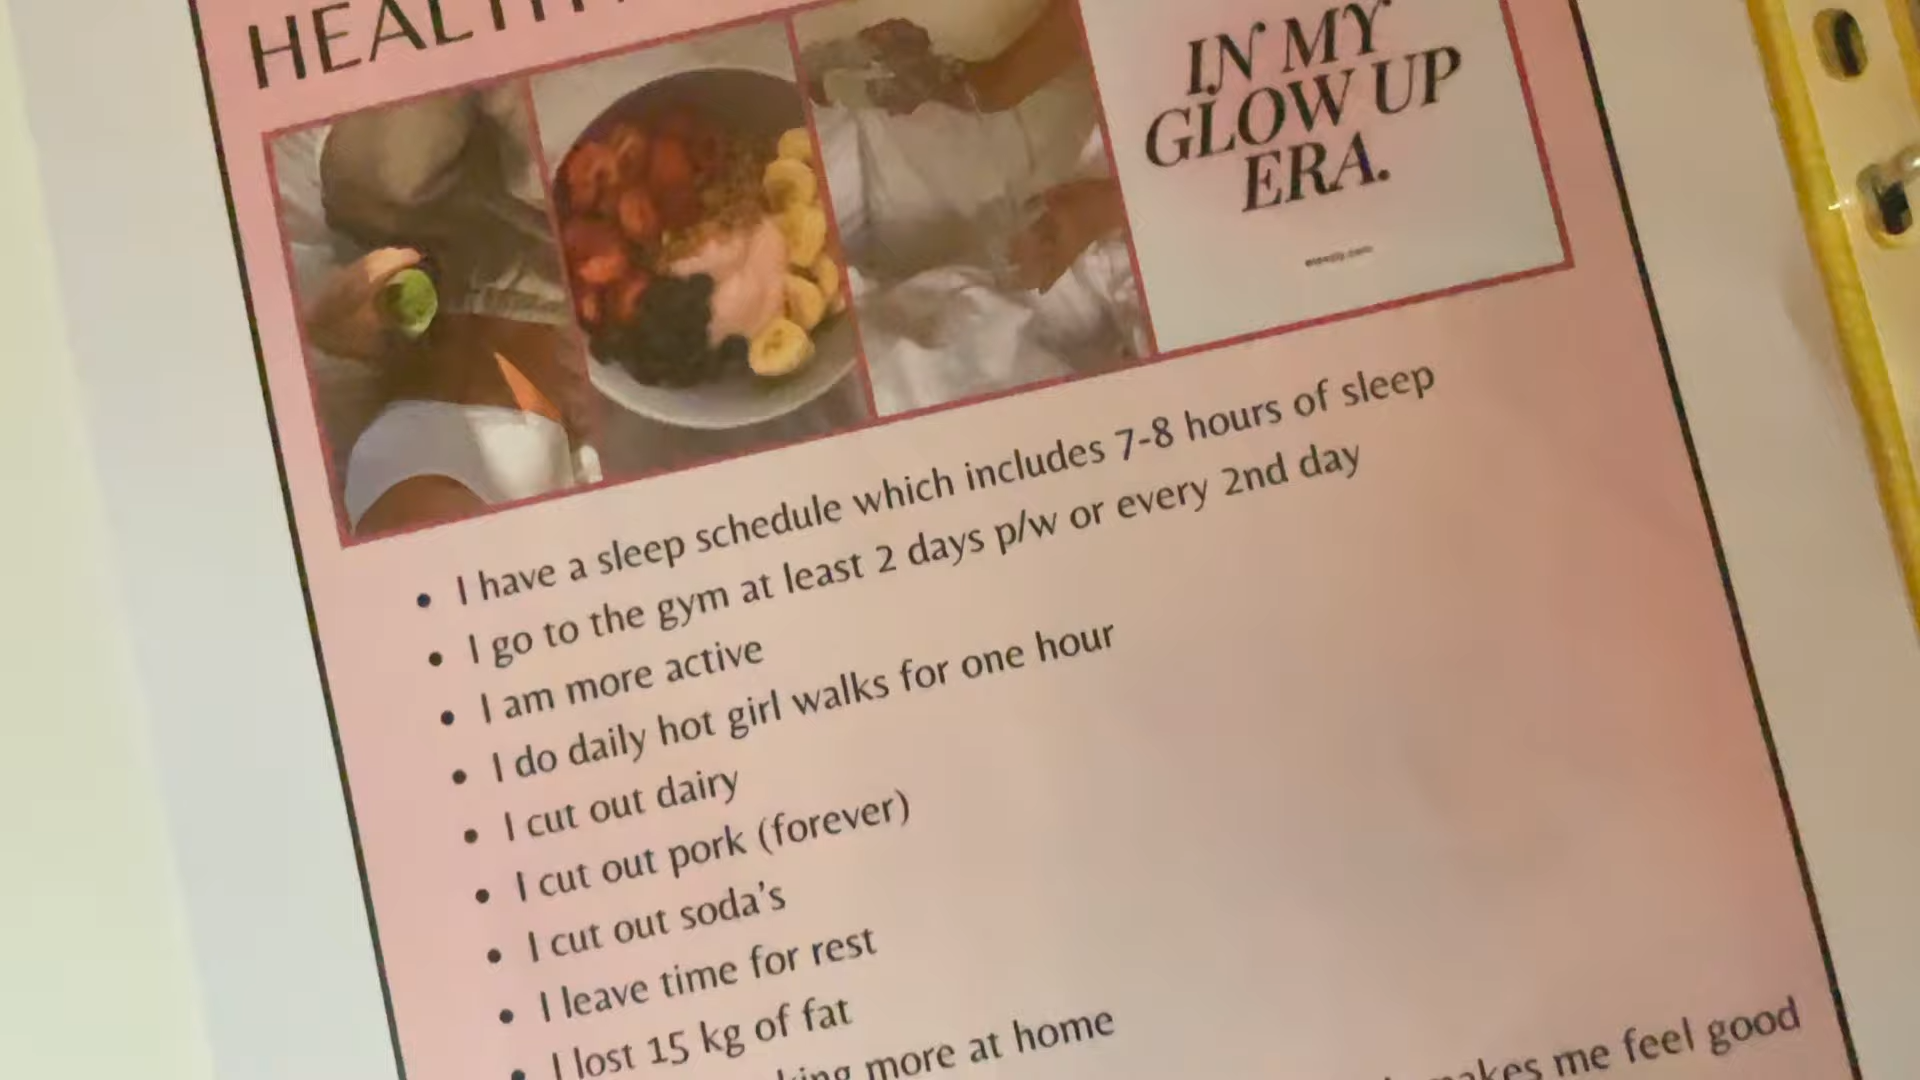 IN MY
GLOW UP
ERA.
• I have a sleep schedule which includes 7-8 hours of sleep
• I go to the gym at least 2 days p/w or every 2nd day
• I am more active
• I do daily hot girl walks for one hour
• I cut out dairy
• I cut out pork (forever)
• I cut out soda's
• I leave time for rest
• I lost 15 kg of fat
more at home
me feel good